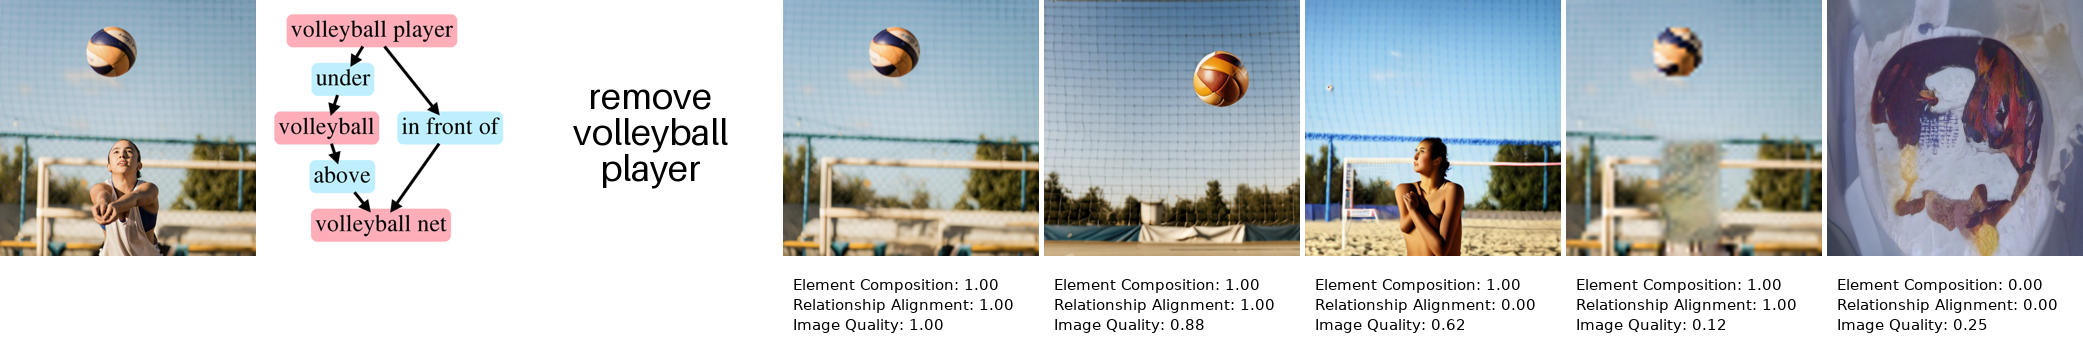 volleyball player
under
volleyball
in front of
above
volleyball net
remove
volleyball
player
Element Composition: 1.00
Relationship Alignment: 1.00
Image Quality: 1.00
Element Composition: 1.00
Relationship Alignment: 1.00
Image Quality: 0.88
Element Composition: 1.00
Relationship Alignment: 0.00
Image Quality: 0.62
Element Composition: 1.00
Relationship Alignment: 1.00
Image Quality: 0.12
Element Composition: 0.00
Relationship Alignment: 0.00
Image Quality: 0.25